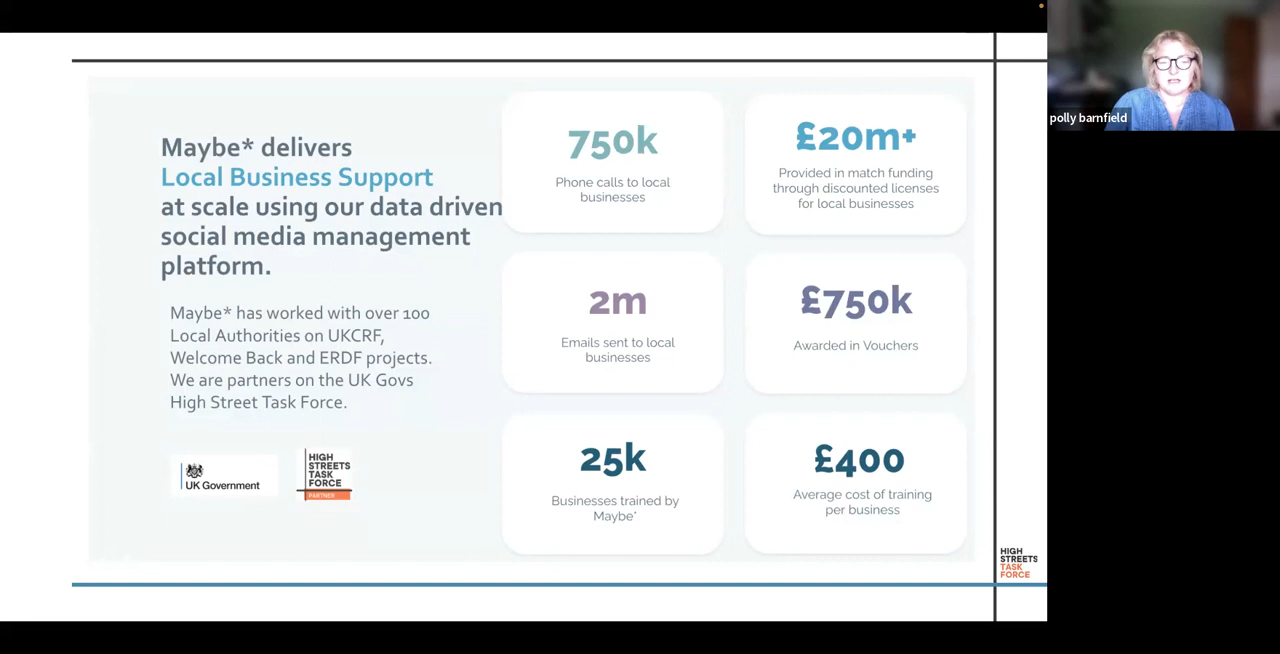 Maybe* delivers
Local Business Support
at scale using our data driven
social media management
platform.
Maybe* has worked with over 100
Local Authorities on UKCRF,
Welcome Back and ERDF projects.
We are partners on the UK Govs
High Street Task Force.
UK Government
HIGH
STREETS
TASK
FORCE
PARTNER
750k
Phone calls to local
businesses
£20m+
Provided in match funding
through discounted licenses
for local businesses
2m
Emails sent to local
businesses
£750k
Awarded in Vouchers
25k
Businesses trained by
Maybe*
£400
Average cost of training
per business
HIGH
STREETS
TASK
FORCE
polly barnfield